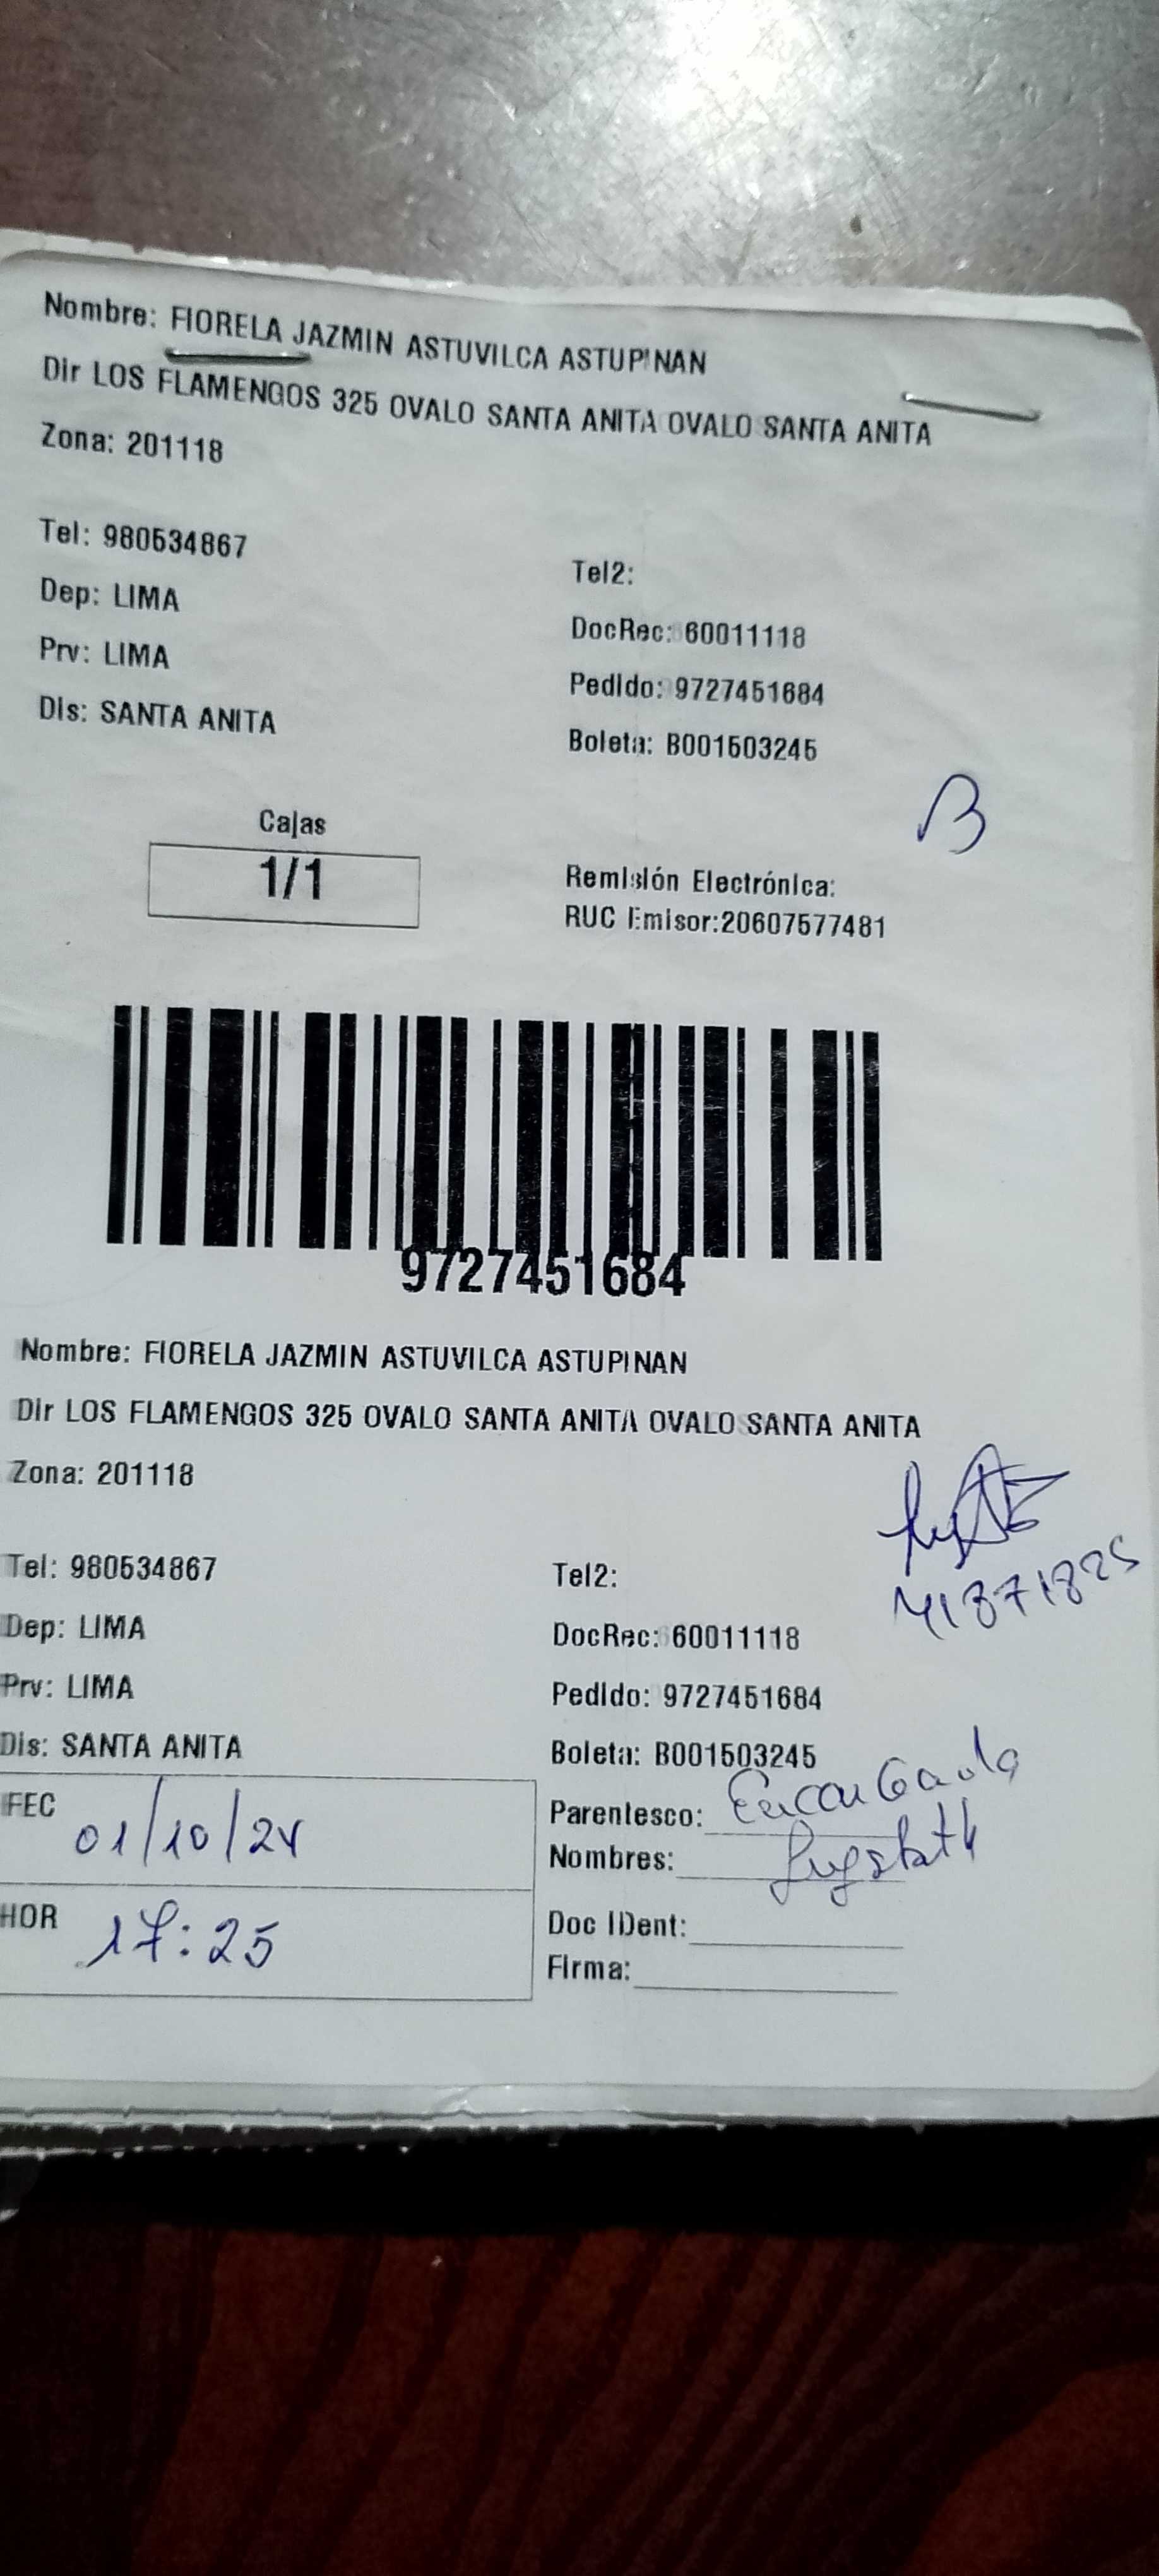 Nombre: FIORELA JAZMIN ASTUVILCA ASTUPINAN
Dir LOS FLAMENGOS 325 OVALO SANTA ANITA OVALO SANTA ANITA
Zona: 201118
Tel: 980534867
Tel2:
Dep: LIMA
DocRec: 60011118
Prv: LIMA
Pedido: 9727451684
Dis: SANTA ANITA
Boleta: B001503245
B
Cajas
1/1
Remisión Electrónica:
RUC Emisor:20607577481
9727451684
Nombre: FIORELA JAZMIN ASTUVILCA ASTUPINAN
Dir LOS FLAMENGOS 325 OVALO SANTA ANITA OVALO SANTA ANITA
Zona: 201118
41871825
Tel: 980534867
Tel2:
Dep: LIMA
DocRec: 60011118
Prv: LIMA
Pedido: 9727451684
Dis: SANTA ANITA
Boleta: B001503245
FEC 01/10/24
Parentesco: Encargada
Nombres:
HOR 17:25
Doc IDent:
Firma: